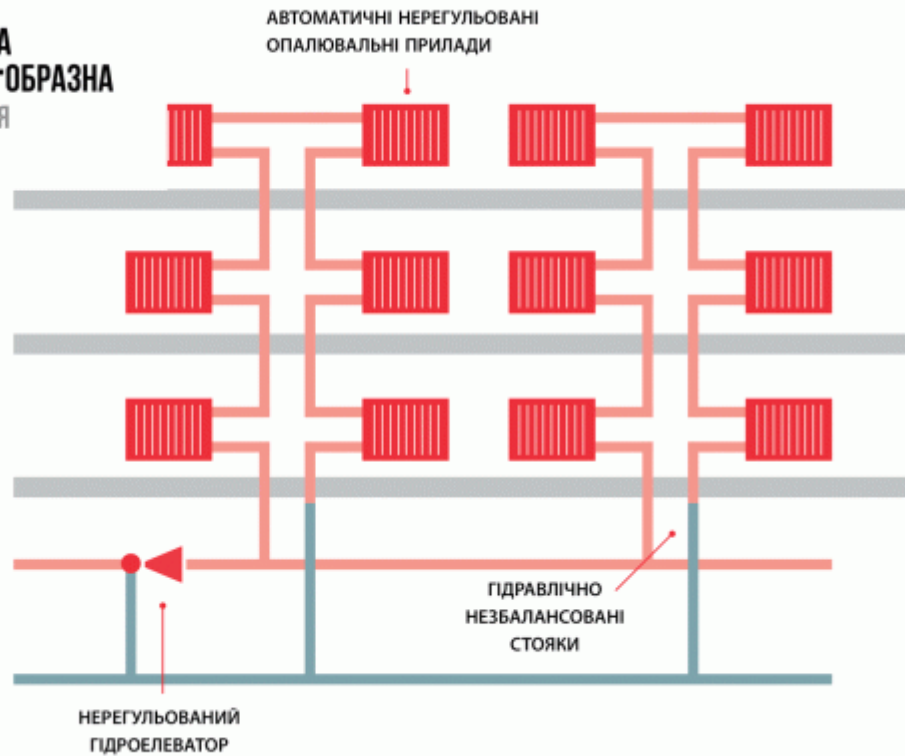 АВТОМАТИЧНІ НЕРЕГУЛЬОВАНІ
ОПАЛЮВАЛЬНІ ПРИЛАДИ
ГІДРАВЛІЧНО
НЕЗБАЛАНСОВАНІ
СТОЯКИ
НЕРЕГУЛЬОВАНИЙ
ГІДРОЕЛЕВАТОР